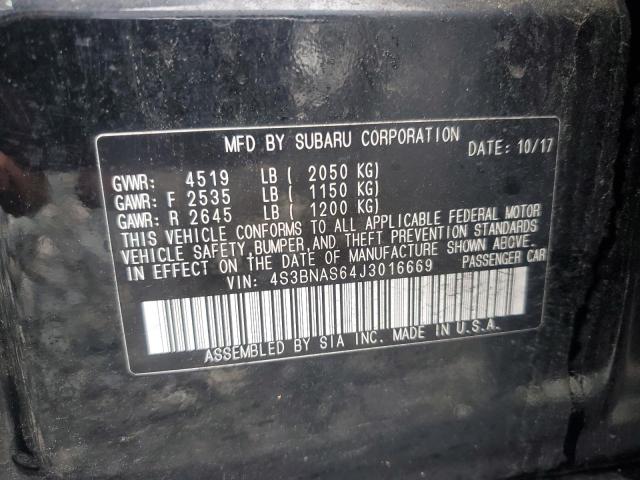 MFD BY SUBARU CORPORATION DATE: 10/17
GVWR: 4519 LB ( 2050 KG)
GAWR: F 2535 LB ( 1150 KG)
GAWR: R 2645 LB ( 1200 KG)
THIS VEHICLE CONFORMS TO ALL APPLICABLE FEDERAL MOTOR
VEHICLE SAFETY, BUMPER, AND THEFT PREVENTION STANDARDS
IN EFFECT ON THE DATE OF MANUFACTURE SHOWN ABOVE.
VIN: 4S3BNAS64J3016669 PASSENGER CAR
ASSEMBLED BY SIA INC. MADE IN U.S.A.